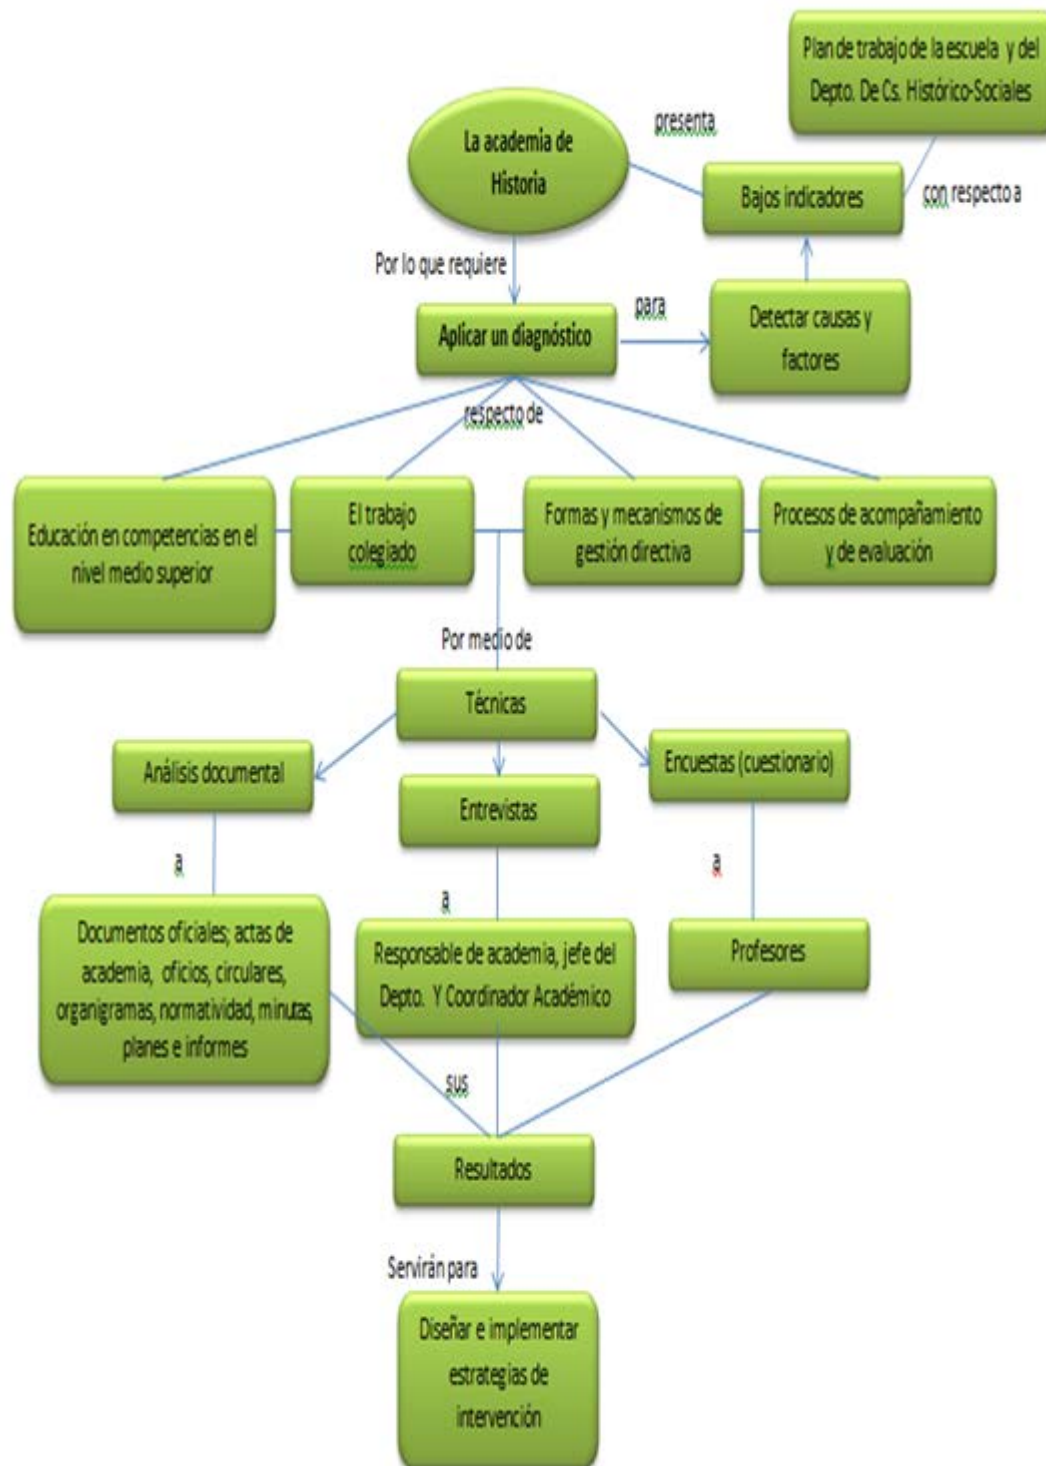 Plan de trabajo de la escuela y del
Depto. De Cs. Histórico-Sociales
presenta
La academia de
Historia
Bajos indicadores
con respecto a
Por lo que requiere
para
Aplicar un diagnóstico
Detectar causas y
factores
respecto de
Educación en competencias en el
nivel medio superior
El trabajo
colegiado
Formas y mecanismos de
gestión directiva
Procesos de acompañamiento
y de evaluación
Por medio de
Técnicas
Análisis documental
Entrevistas
Encuestas (cuestionario)
a
a
a
Documentos oficiales; actas de
academia, oficios, circulares,
organigramas, normatividad, minutas,
planes e informes
Responsable de academia, jefe del
Depto. Y Coordinador Académico
Profesores
sus
Resultados
Servirán para
Diseñar e implementar
estrategias de
intervención